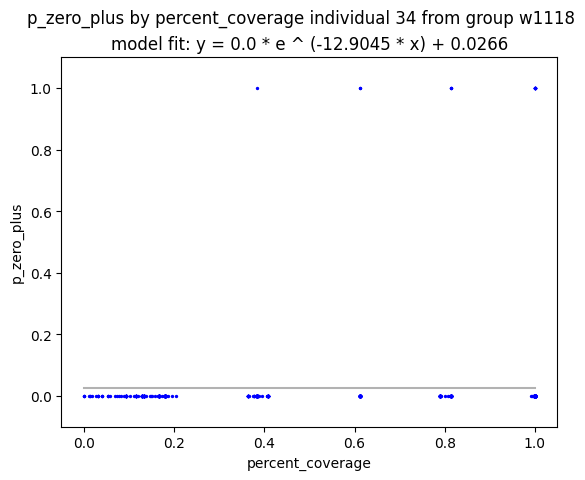 p_zero_plus by percent_coverage individual 34 from group w1118
model fit: y = 0.0 * e ^ (-12.9045 * x) + 0.0266
1.0
0.8
0.6
0.4
0.2
0.0
p_zero_plus
0.0 0.2 0.4 0.6 0.8 1.0
percent_coverage